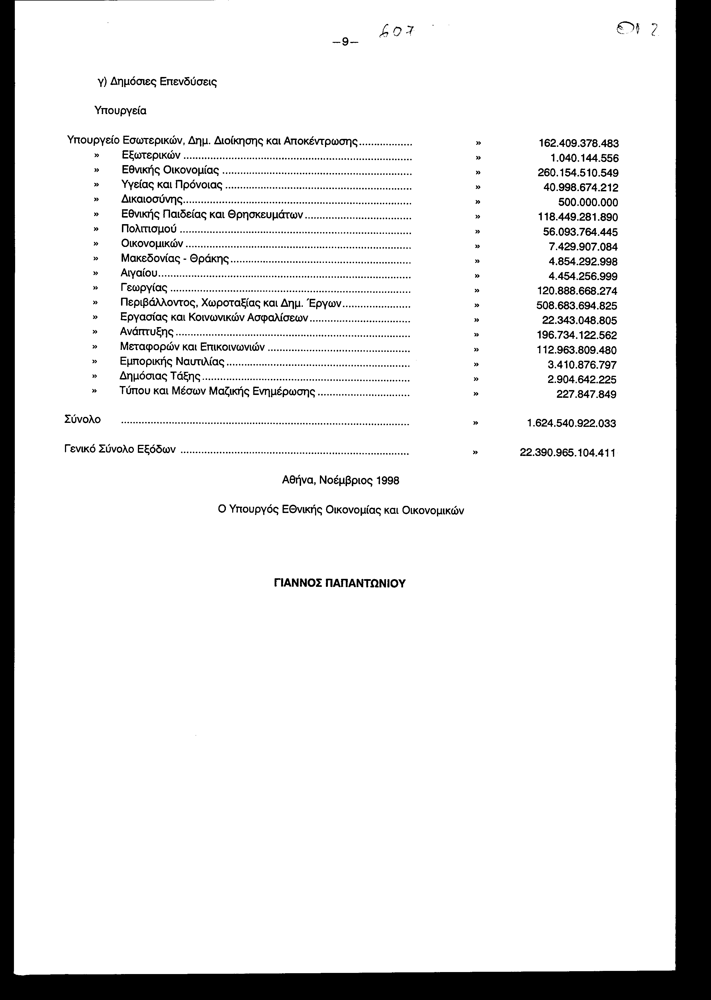 607
–9–
γ) Δημόσιες Επενδύσεις
Υπουργεία
Υπουργείο Εσωτερικών, Δημ. Διοίκησης και Αποκέντρωσης................. » 162.409.378.483
» Εξωτερικών ................. » 1.040.144.556
» Εθνικής Οικονομίας ................. » 260.154.510.549
» Υγείας και Πρόνοιας ................. » 40.998.674.212
» Δικαιοσύνης................. » 500.000.000
» Εθνικής Παιδείας και Θρησκευμάτων ................. » 118.449.281.890
» Πολιτισμού ................. » 56.093.764.445
» Οικονομικών ................. » 7.429.907.084
» Μακεδονίας - Θράκης................. » 4.854.292.998
» Αιγαίου................. » 4.454.256.999
» Γεωργίας ................. » 120.888.668.274
» Περιβάλλοντος, Χωροταξίας και Δημ. Έργων................. » 508.683.694.825
» Εργασίας και Κοινωνικών Ασφαλίσεων................. » 22.343.048.805
» Ανάπτυξης ................. » 196.734.122.562
» Μεταφορών και Επικοινωνιών ................. » 112.963.809.480
» Εμπορικής Ναυτιλίας ................. » 3.410.876.797
» Δημόσιας Τάξης ................. » 2.904.642.225
» Τύπου και Μέσων Μαζικής Ενημέρωσης ................. » 227.847.849
Σύνολο ................. » 1.624.540.922.033
Γενικό Σύνολο Εξόδων ................. » 22.390.965.104.411
Αθήνα, Νοέμβριος 1998
Ο Υπουργός ΕΘνικής Οικονομίας και Οικονομικών
ΓΙΑΝΝΟΣ ΠΑΠΑΝΤΩΝΙΟΥ